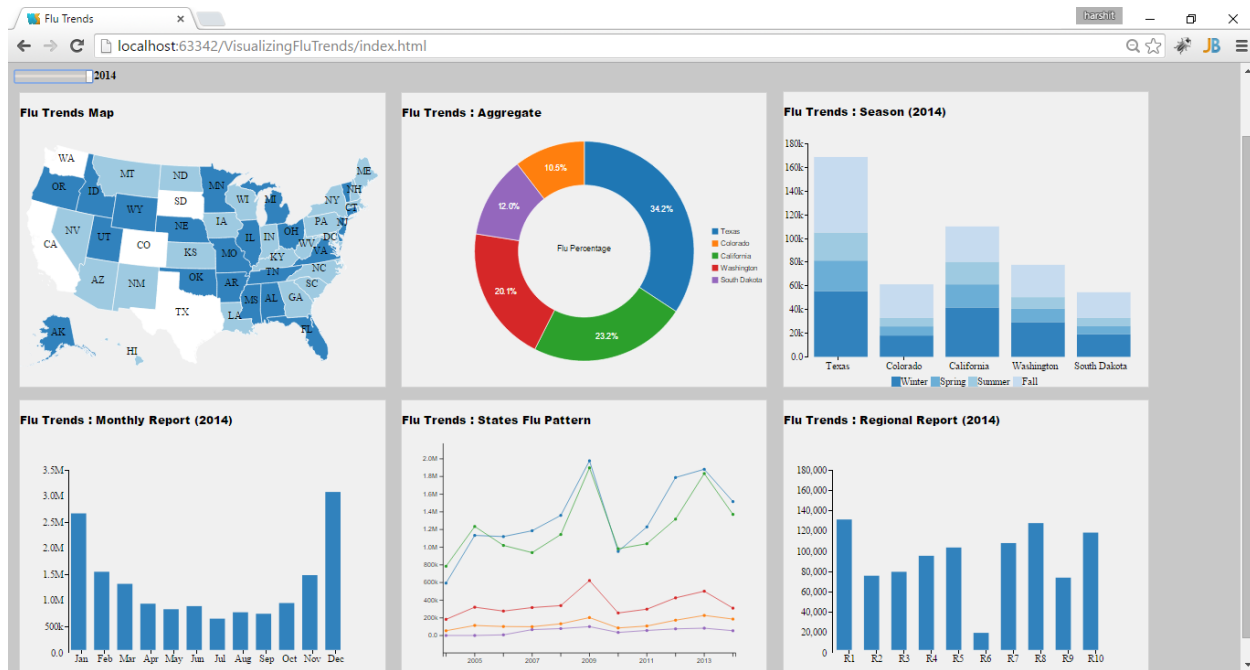 Flu Trends
harshit
localhost:63342/VisualizingFluTrends/index.html
JB
2014
Flu Trends Map
WA
OR
ID
MT
ND
MN
ME
NH
WY
SD
WI
MI
NY
CT
NV
UT
NE
IA
PA
NJ
CA
CO
KS
MO
IL
IN
OH
DC
WV
VA
KY
AZ
NM
OK
AR
TN
NC
SC
TX
LA
MS
AL
GA
FL
AK
HI
Flu Trends : Aggregate
10.5%
34.2%
12.0%
20.1%
23.2%
Flu Percentage
Texas
Colorado
California
Washington
South Dakota
Flu Trends : Season (2014)
180k
160k
140k
120k
100k
80k
60k
40k
20k
0.0
Texas Colorado California Washington South Dakota
Winter Spring Summer Fall
Flu Trends : Monthly Report (2014)
3.5M
3.0M
2.5M
2.0M
1.5M
1.0M
500k
0.0
Jan Feb Mar Apr May Jun Jul Aug Sep Oct Nov Dec
Flu Trends : States Flu Pattern
2.0M
1.8M
1.6M
1.4M
1.2M
1.0M
800k
600k
400k
200k
0.0
2005 2007 2009 2011 2013
Flu Trends : Regional Report (2014)
180,000
160,000
140,000
120,000
100,000
80,000
60,000
40,000
20,000
R1 R2 R3 R4 R5 R6 R7 R8 R9 R10